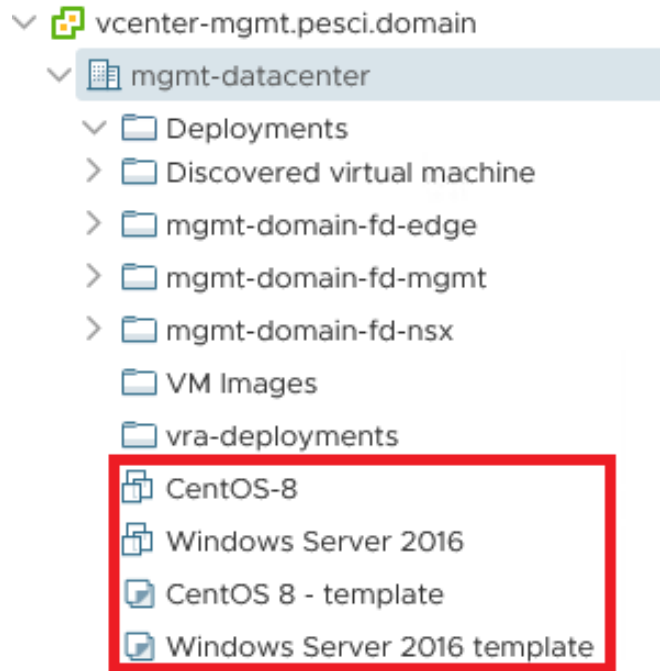 vcenter-mgmt.pesci.domain
mgmt-datacenter
Deployments
Discovered virtual machine
mgmt-domain-fd-edge
mgmt-domain-fd-mgmt
mgmt-domain-fd-nsx
VM Images
vra-deployments
CentOS-8
Windows Server 2016
CentOS 8 - template
Windows Server 2016 template